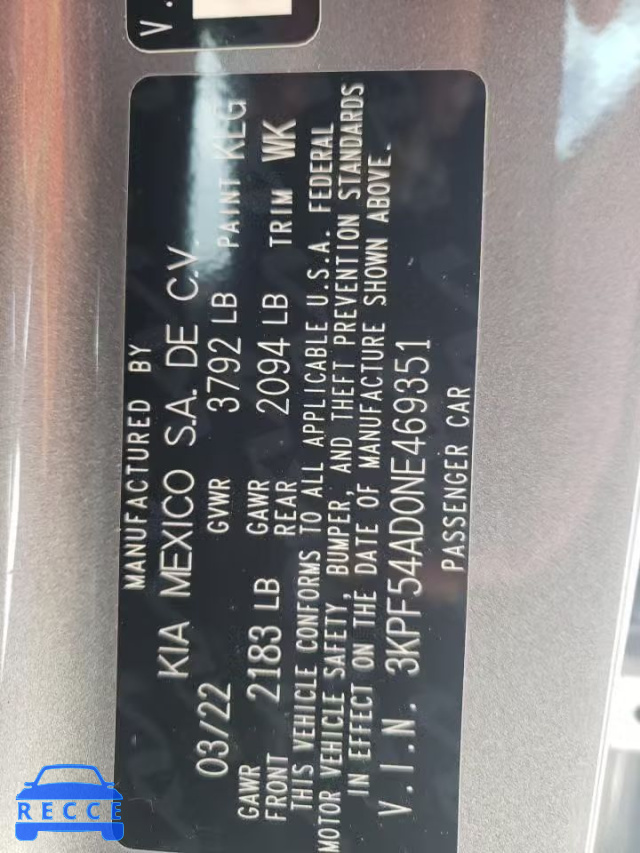 V.
MANUFACTURED BY
KIA MEXICO S.A. DE C.V.
03/22 GVWR 3792 LB PAINT KLG
GAWR FRONT 2183 LB GAWR REAR 2094 LB TRIM WK
THIS VEHICLE CONFORMS TO ALL APPLICABLE U.S.A. FEDERAL
MOTOR VEHICLE SAFETY, BUMPER, AND THEFT PREVENTION STANDARDS
IN EFFECT ON THE DATE OF MANUFACTURE SHOWN ABOVE.
V.I.N. 3KPF54AD0NE469351
PASSENGER CAR
RECCE